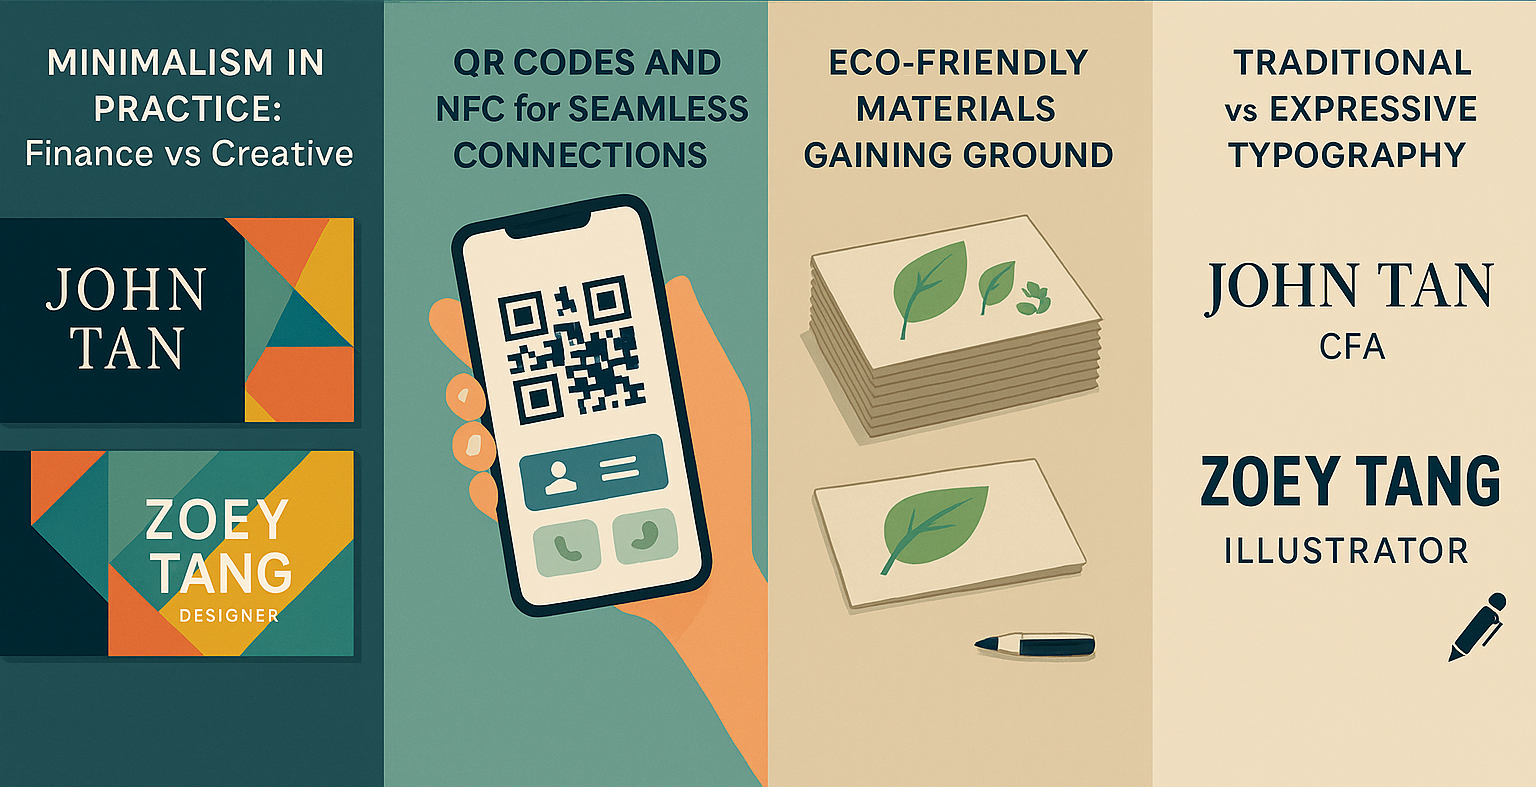 MINIMALISM IN
PRACTICE:
Finance vs Creative
JOHN
TAN
ZOEY
TANG
DESIGNER
QR CODES AND
NFC for SEAMLESS
CONNECTIONS
ECO-FRIENDLY
MATERIALS
GAINING GROUND
TRADITIONAL
vs EXPRESSIVE
TYPOGRAPHY
JOHN TAN
CFA
ZOEY TANG
ILLUSTRATOR